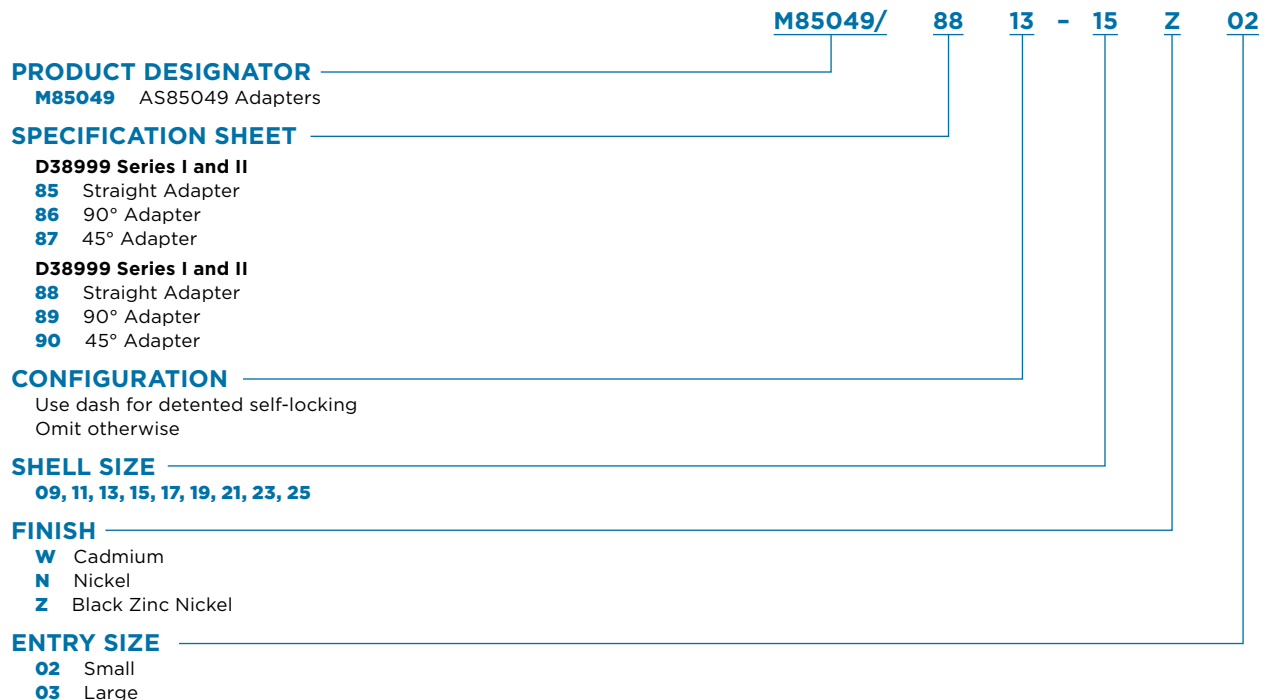 M85049/ 88 13 – 15 Z 02
PRODUCT DESIGNATOR
M85049 AS85049 Adapters
SPECIFICATION SHEET
D38999 Series I and II
85 Straight Adapter
86 90° Adapter
87 45° Adapter
D38999 Series I and II
88 Straight Adapter
89 90° Adapter
90 45° Adapter
CONFIGURATION
Use dash for detented self-locking
Omit otherwise
SHELL SIZE
09, 11, 13, 15, 17, 19, 21, 23, 25
FINISH
W Cadmium
N Nickel
Z Black Zinc Nickel
ENTRY SIZE
02 Small
03 Large